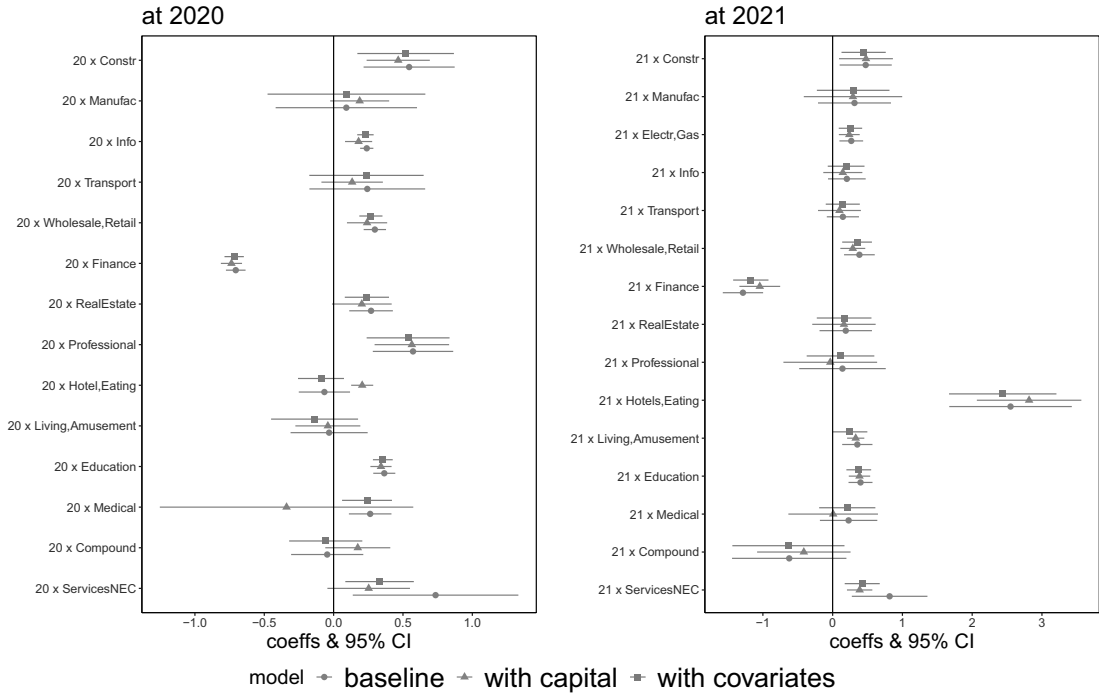 at 2020
20 x Constr
20 x Manufac
20 x Info
20 x Transport
20 x Wholesale,Retail
20 x Finance
20 x RealEstate
20 x Professional
20 x Hotel,Eating
20 x Living,Amusement
20 x Education
20 x Medical
20 x Compound
20 x ServicesNEC
−1.0 −0.5 0.0 0.5 1.0
coeffs & 95% CI
at 2021
21 x Constr
21 x Manufac
21 x Electr,Gas
21 x Info
21 x Transport
21 x Wholesale,Retail
21 x Finance
21 x RealEstate
21 x Professional
21 x Hotels,Eating
21 x Living,Amusement
21 x Education
21 x Medical
21 x Compound
21 x ServicesNEC
−1 0 1 2 3
coeffs & 95% CI
model baseline with capital with covariates